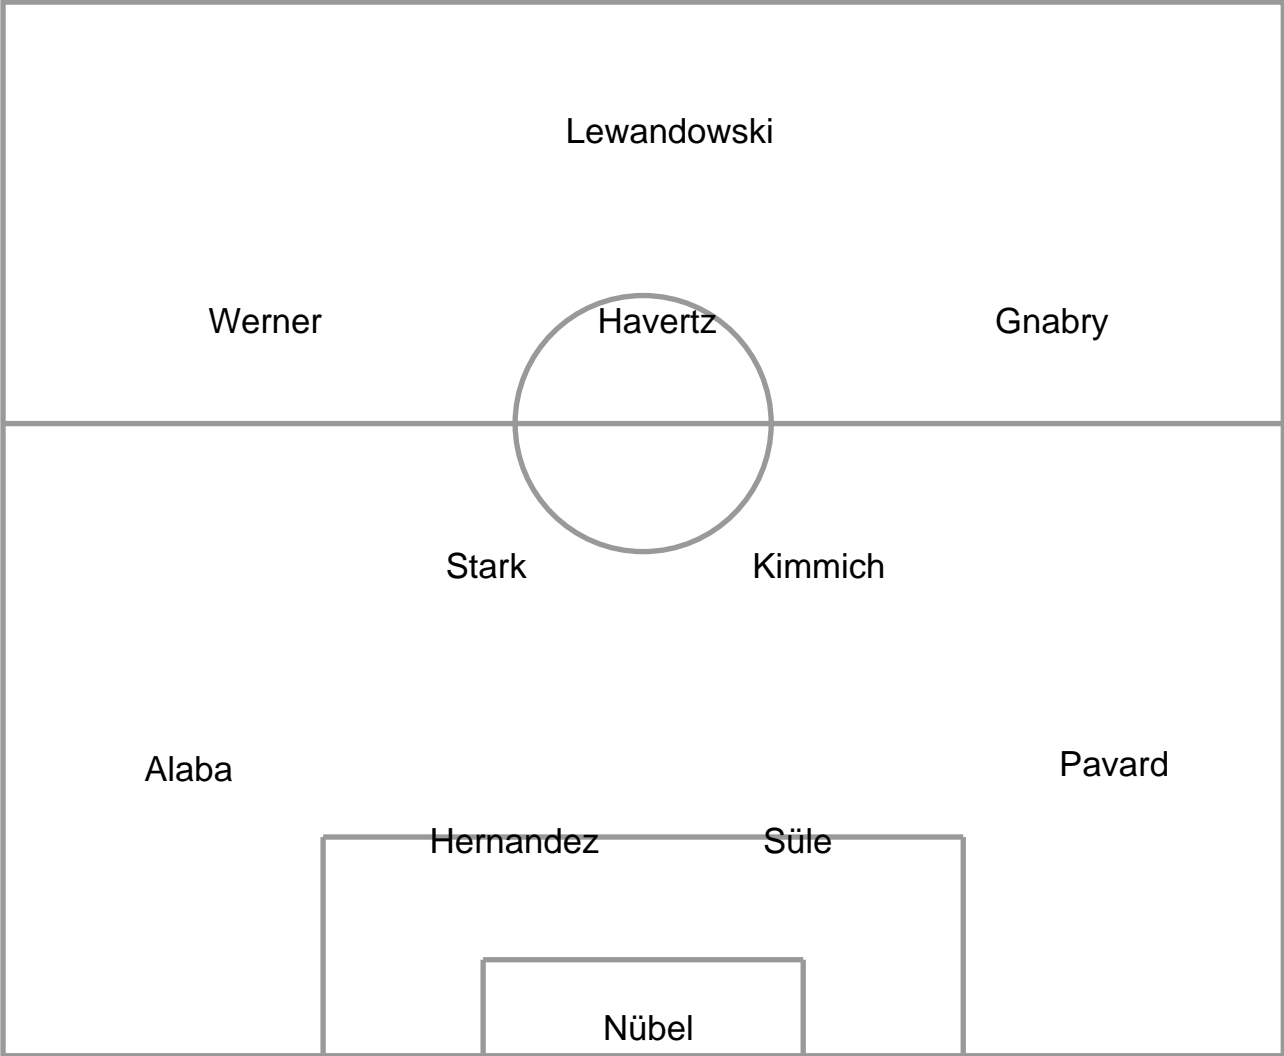 Lewandowski
Werner Havertz Gnabry
Stark Kimmich
Alaba Pavard
Hernandez Süle
Nübel